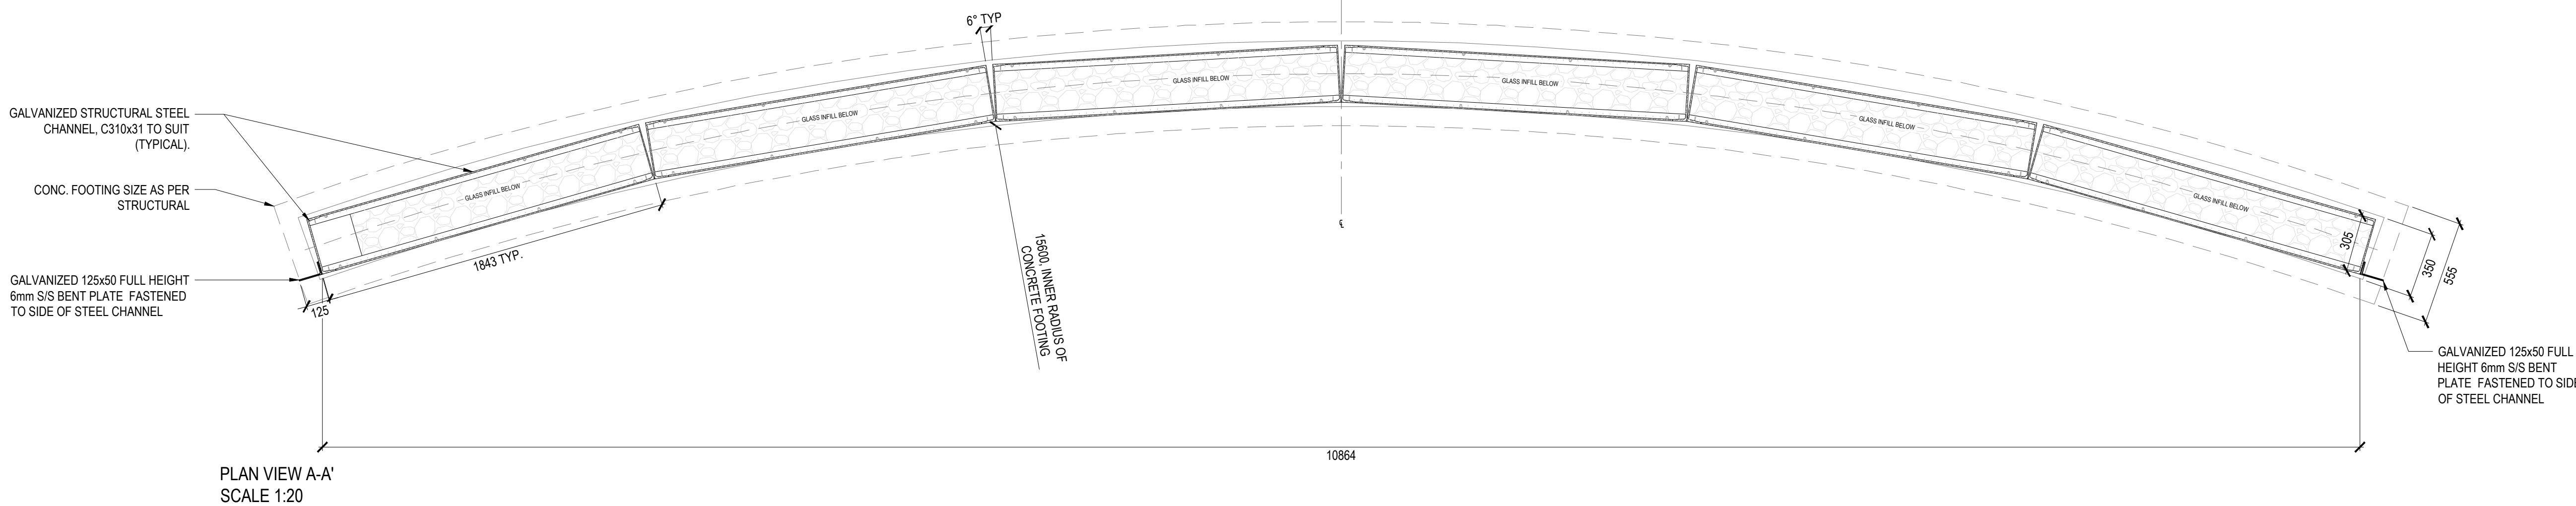 6° TYP
GLASS INFILL BELOW
GLASS INFILL BELOW
GLASS INFILL BELOW
GLASS INFILL BELOW
GLASS INFILL BELOW
GLASS INFILL BELOW
GALVANIZED STRUCTURAL STEEL
CHANNEL, C310x31 TO SUIT
(TYPICAL).
CONC. FOOTING SIZE AS PER
STRUCTURAL
GALVANIZED 125x50 FULL HEIGHT
6mm S/S BENT PLATE FASTENED
TO SIDE OF STEEL CHANNEL
125
1843 TYP.
15600, INNER RADIUS OF
CONCRETE FOOTING
℄
305
350
555
GALVANIZED 125x50 FULL
HEIGHT 6mm S/S BENT
PLATE FASTENED TO SIDE
OF STEEL CHANNEL
10864
PLAN VIEW A-A'
SCALE 1:20